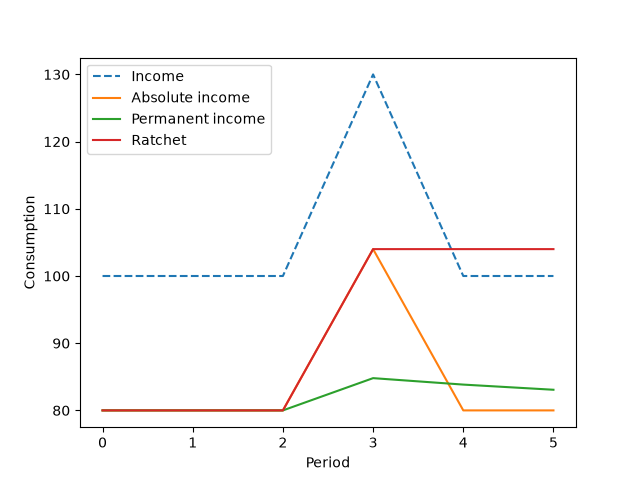 Income
Absolute income
Permanent income
Ratchet
130
120
110
100
90
80
Consumption
0 1 2 3 4 5
Period